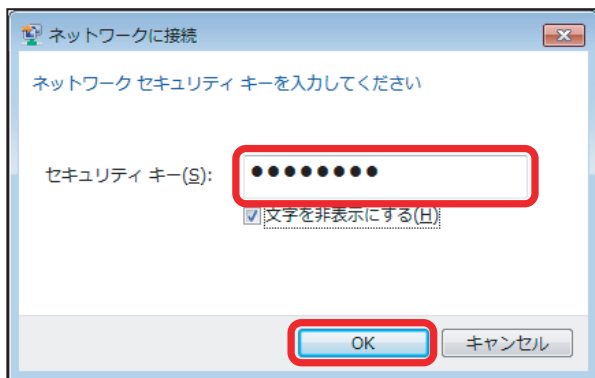 ネットワークに接続
ネットワーク セキュリティ キーを入力してください
セキュリティ キー(S):
●●●●●●●●
文字を非表示にする(H)
OK
キャンセル